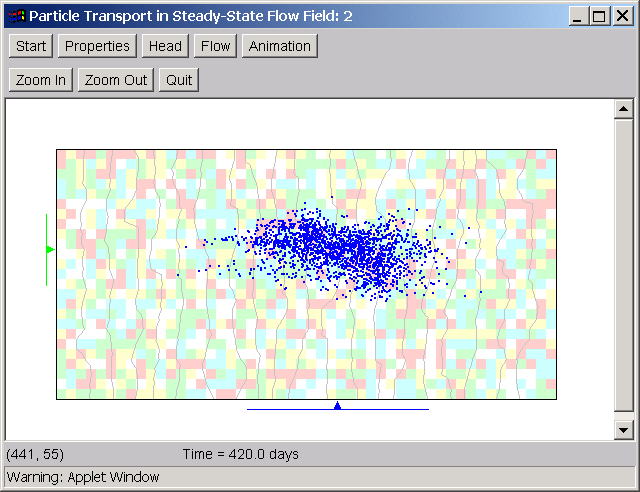 Particle Transport in Steady-State Flow Field: 2
Start Properties Head Flow Animation
Zoom In Zoom Out Quit
(441, 55) Time = 420.0 days
Warning: Applet Window